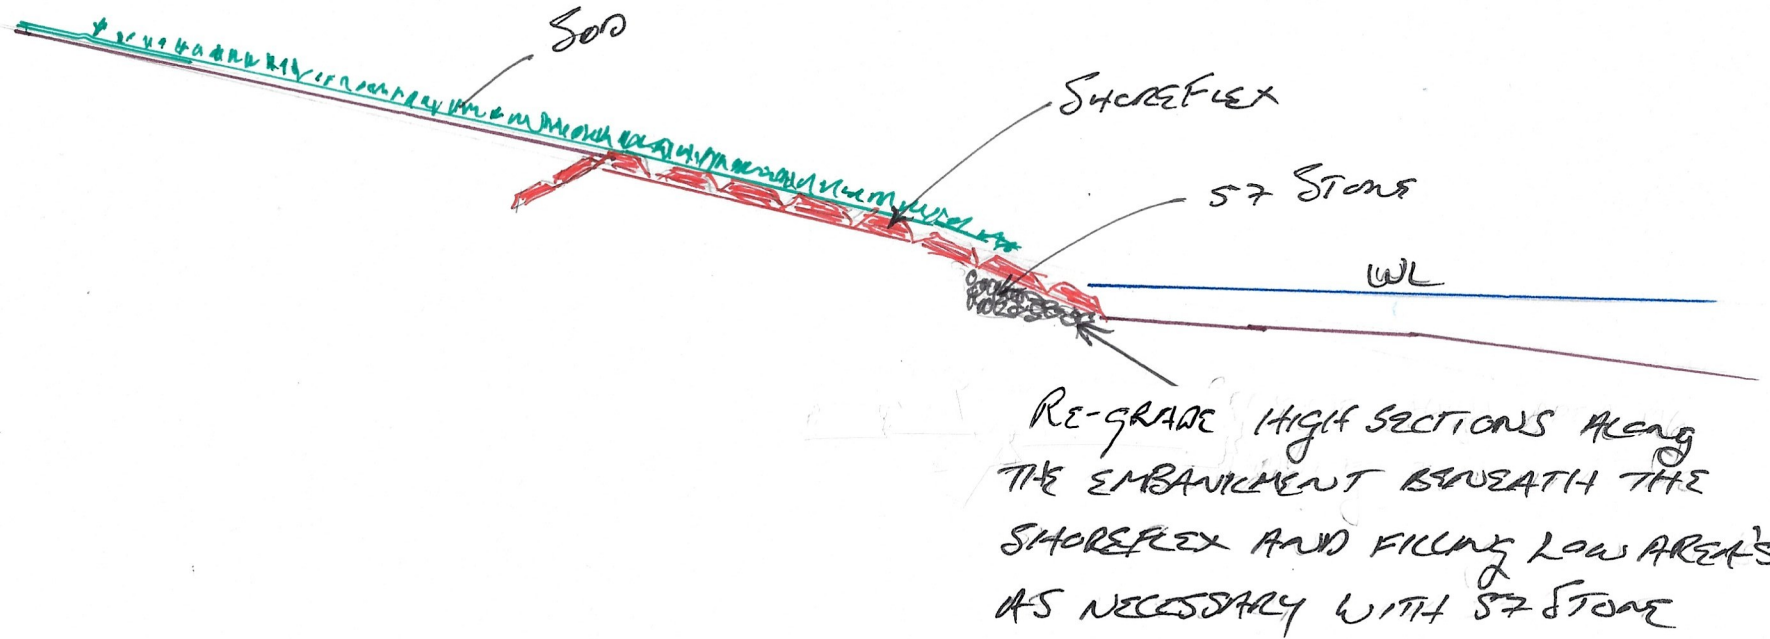 SOD
SHOREFLEX
57 STONE
WL
RE-GRADE HIGH SECTIONS ALONG
THE EMBANKMENT BENEATH THE
SHOREFLEX AND FILLING LOW AREA'S
AS NECESSARY WITH 57 STONE